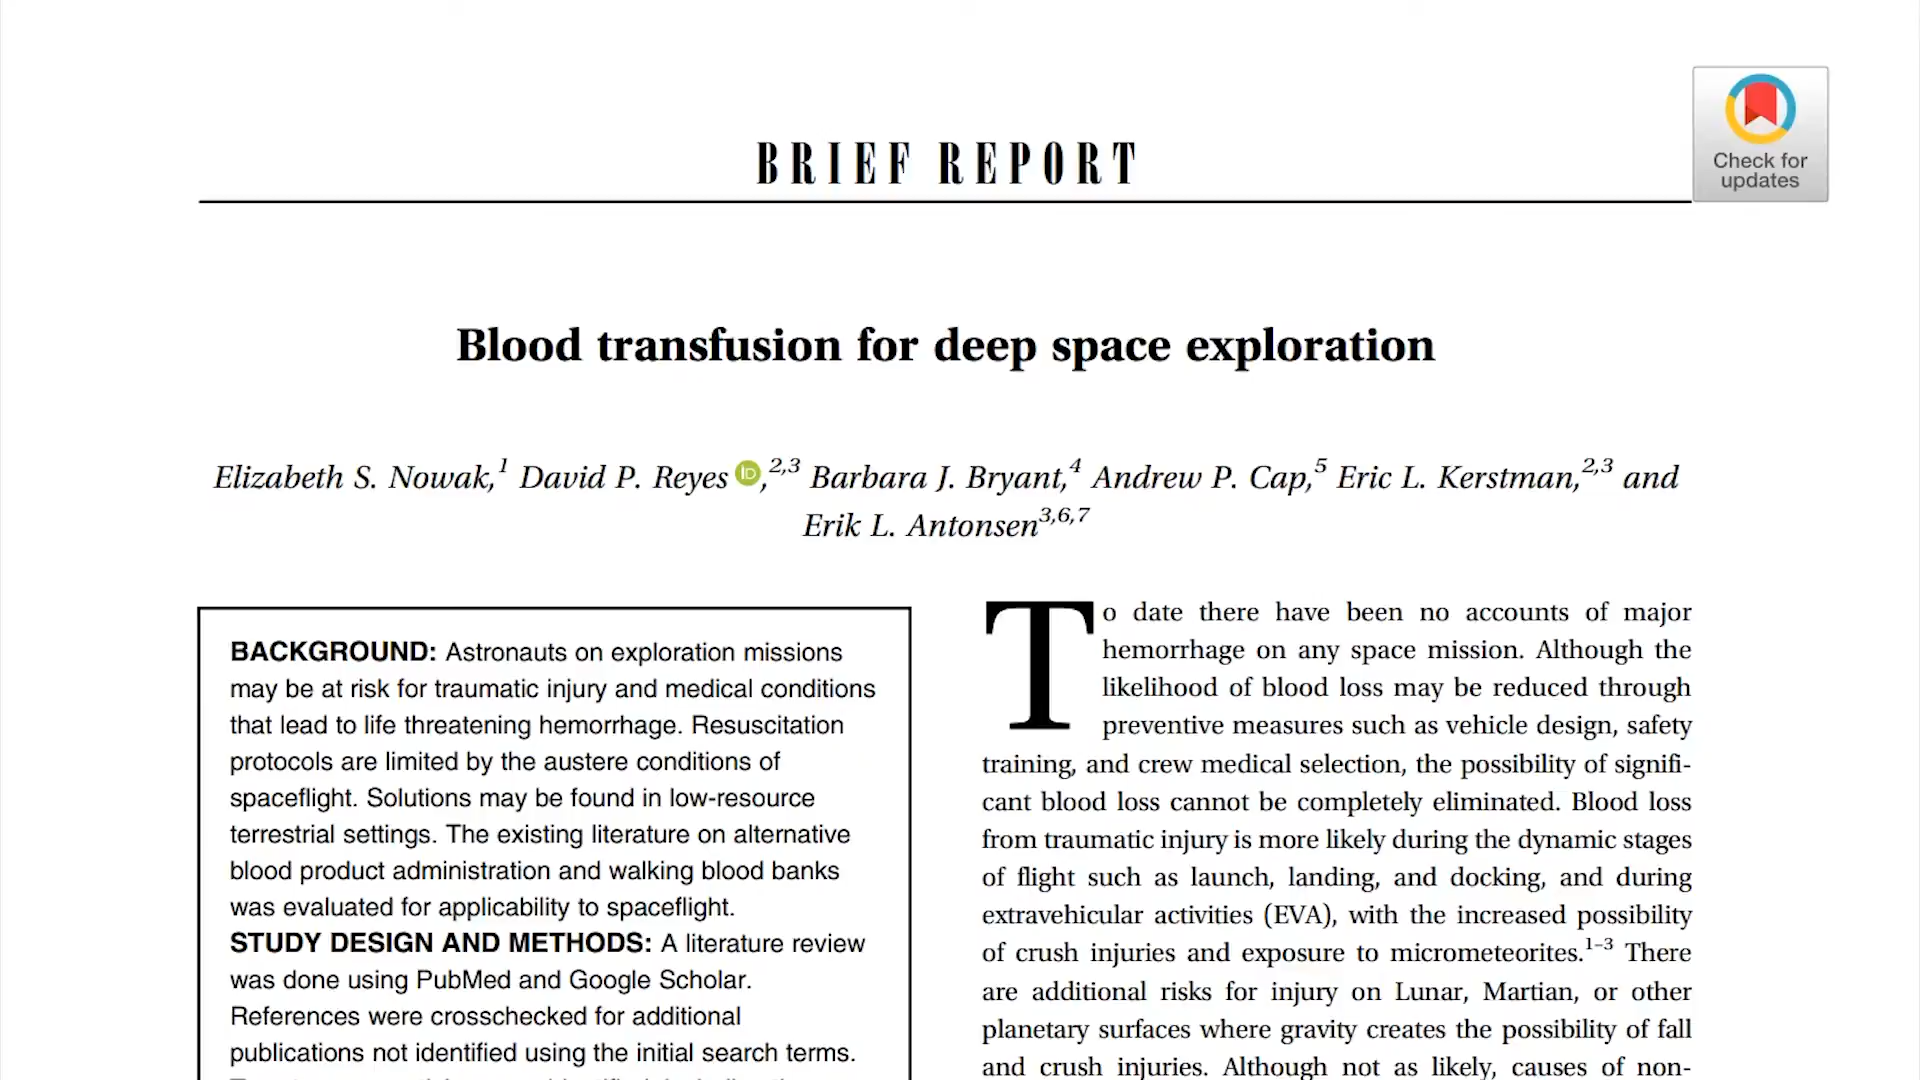 Check for
updates
BRIEF REPORT
Blood transfusion for deep space exploration
Elizabeth S. Nowak,1 David P. Reyes iD,2,3 Barbara J. Bryant,4 Andrew P. Cap,5 Eric L. Kerstman,2,3 and
Erik L. Antonsen3,6,7
BACKGROUND: Astronauts on exploration missions
may be at risk for traumatic injury and medical conditions
that lead to life threatening hemorrhage. Resuscitation
protocols are limited by the austere conditions of
spaceflight. Solutions may be found in low-resource
terrestrial settings. The existing literature on alternative
blood product administration and walking blood banks
was evaluated for applicability to spaceflight.
STUDY DESIGN AND METHODS: A literature review
was done using PubMed and Google Scholar.
References were crosschecked for additional
publications not identified using the initial search terms.
To date there have been no accounts of major
hemorrhage on any space mission. Although the
likelihood of blood loss may be reduced through
preventive measures such as vehicle design, safety
training, and crew medical selection, the possibility of signifi-
cant blood loss cannot be completely eliminated. Blood loss
from traumatic injury is more likely during the dynamic stages
of flight such as launch, landing, and docking, and during
extravehicular activities (EVA), with the increased possibility
of crush injuries and exposure to micrometeorites.1–3 There
are additional risks for injury on Lunar, Martian, or other
planetary surfaces where gravity creates the possibility of fall
and crush injuries. Although not as likely, causes of non-